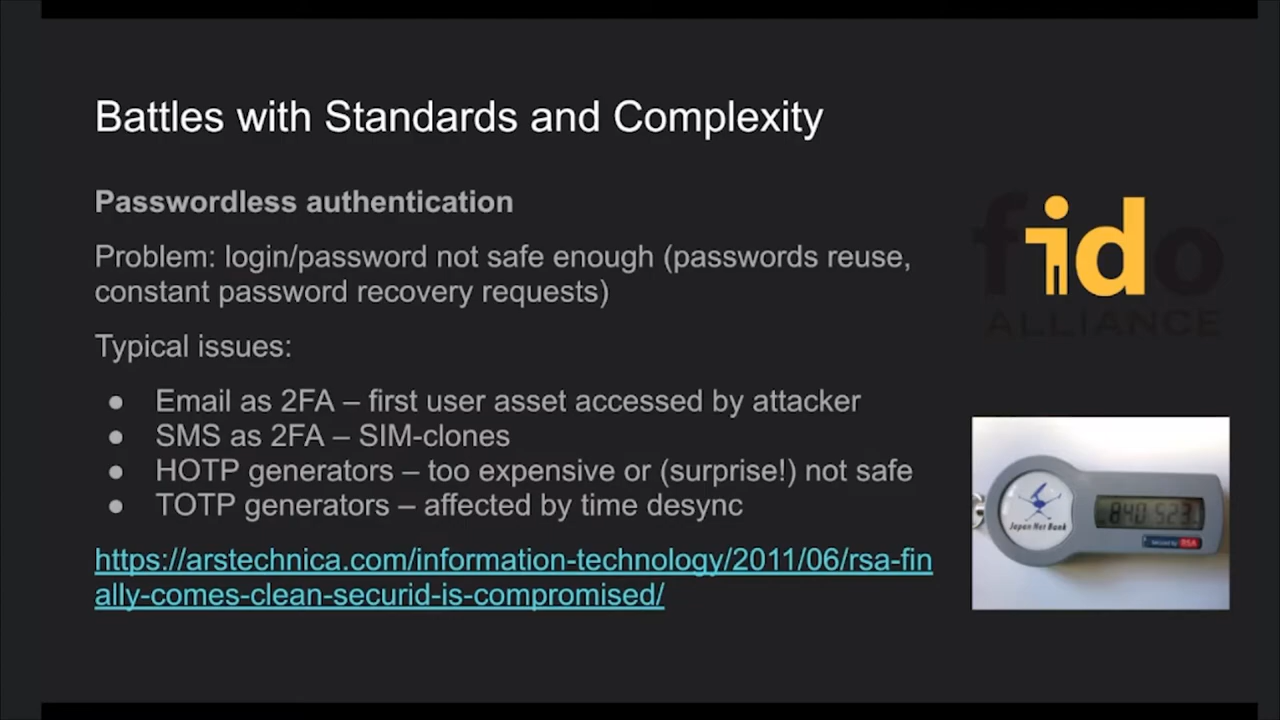 Battles with Standards and Complexity
Passwordless authentication
Problem: login/password not safe enough (passwords reuse,
constant password recovery requests)
Typical issues:
● Email as 2FA – first user asset accessed by attacker
● SMS as 2FA – SIM-clones
● HOTP generators – too expensive or (surprise!) not safe
● TOTP generators – affected by time desync
https://arstechnica.com/information-technology/2011/06/rsa-fin
ally-comes-clean-securid-is-compromised/
fido
ALLIANCE
Japan Net Bank
840 523
Secured by RSA